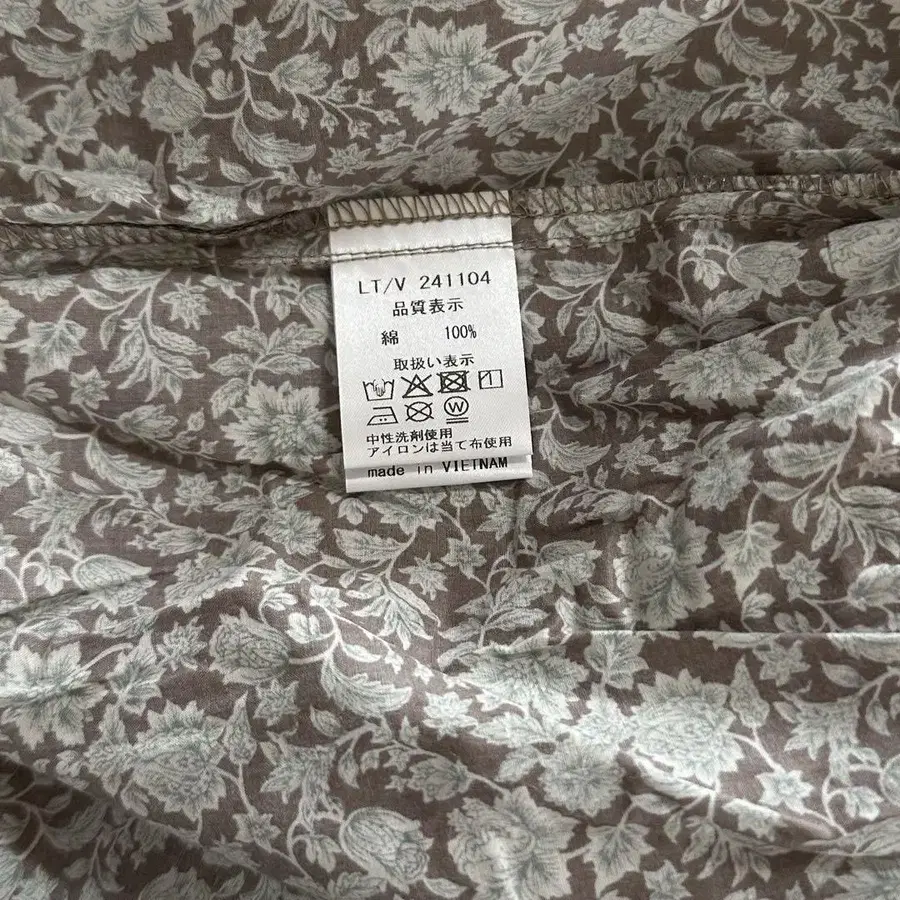 LT/V 241104
品質表示
綿 100%
取扱い表示
W
中性洗剤使用
アイロンは当て布使用
made in VIETNAM